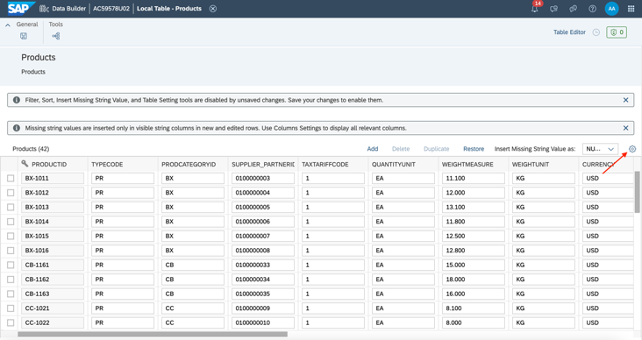 SAP Data Builder AC59578U02 Local Table - Products 14 AA
General Tools
Table Editor 0
Products
Products
Filter, Sort, Insert Missing String Value, and Table Setting tools are disabled by unsaved changes. Save your changes to enable them.
Missing string values are inserted only in visible string columns in new and edited rows. Use Columns Settings to display all relevant columns.
Products (42) Add Delete Duplicate Restore Insert Missing String Value as: NU...
PRODUCTID TYPECODE PRODCATEGORYID SUPPLIER_PARTNERIE TAXTARIFFCODE QUANTITYUNIT WEIGHTMEASURE WEIGHTUNIT CURRENCY
BX-1011 PR BX 0100000003 1 EA 11.100 KG USD
BX-1012 PR BX 0100000004 1 EA 12.000 KG USD
BX-1013 PR BX 0100000005 1 EA 13.100 KG USD
BX-1014 PR BX 0100000006 1 EA 11.800 KG USD
BX-1015 PR BX 0100000007 1 EA 12.500 KG USD
BX-1016 PR BX 0100000008 1 EA 12.800 KG USD
CB-1161 PR CB 0100000033 1 EA 15.000 KG USD
CB-1162 PR CB 0100000034 1 EA 18.000 KG USD
CB-1163 PR CB 0100000035 1 EA 16.000 KG USD
CC-1021 PR CC 0100000009 1 EA 8.100 KG USD
CC-1022 PR CC 0100000010 1 EA 8.000 KG USD